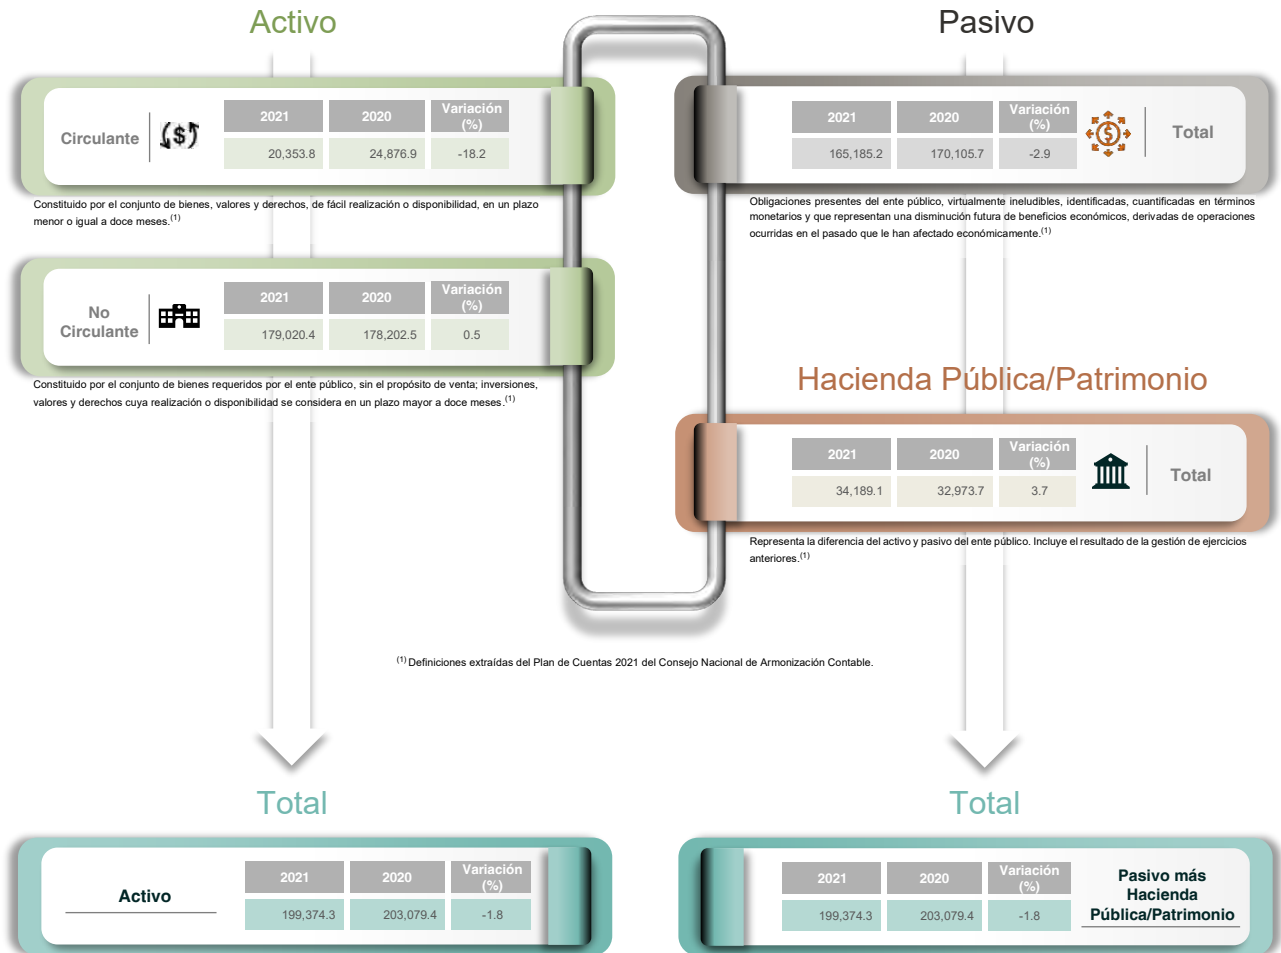 Activo
2021 2020 Variación
(%)
Circulante
20,353.8 24,876.9 -18.2
Constituido por el conjunto de bienes, valores y derechos, de fácil realización o disponibilidad, en un plazo
menor o igual a doce meses.(1)
2021 2020 Variación
(%)
No
Circulante
179,020.4 178,202.5 0.5
Constituido por el conjunto de bienes requeridos por el ente público, sin el propósito de venta; inversiones,
valores y derechos cuya realización o disponibilidad se considera en un plazo mayor a doce meses.(1)
Pasivo
2021 2020 Variación
(%)
Total
165,185.2 170,105.7 -2.9
Obligaciones presentes del ente público, virtualmente ineludibles, identificadas, cuantificadas en términos
monetarios y que representan una disminución futura de beneficios económicos, derivadas de operaciones
ocurridas en el pasado que le han afectado económicamente.(1)
Hacienda Pública/Patrimonio
2021 2020 Variación
(%)
Total
34,189.1 32,973.7 3.7
Representa la diferencia del activo y pasivo del ente público. Incluye el resultado de la gestión de ejercicios
anteriores.(1)
(1) Definiciones extraídas del Plan de Cuentas 2021 del Consejo Nacional de Armonización Contable.
Total
2021 2020 Variación
(%)
Activo
199,374.3 203,079.4 -1.8
Total
2021 2020 Variación
(%)
199,374.3 203,079.4 -1.8
Pasivo más
Hacienda
Pública/Patrimonio